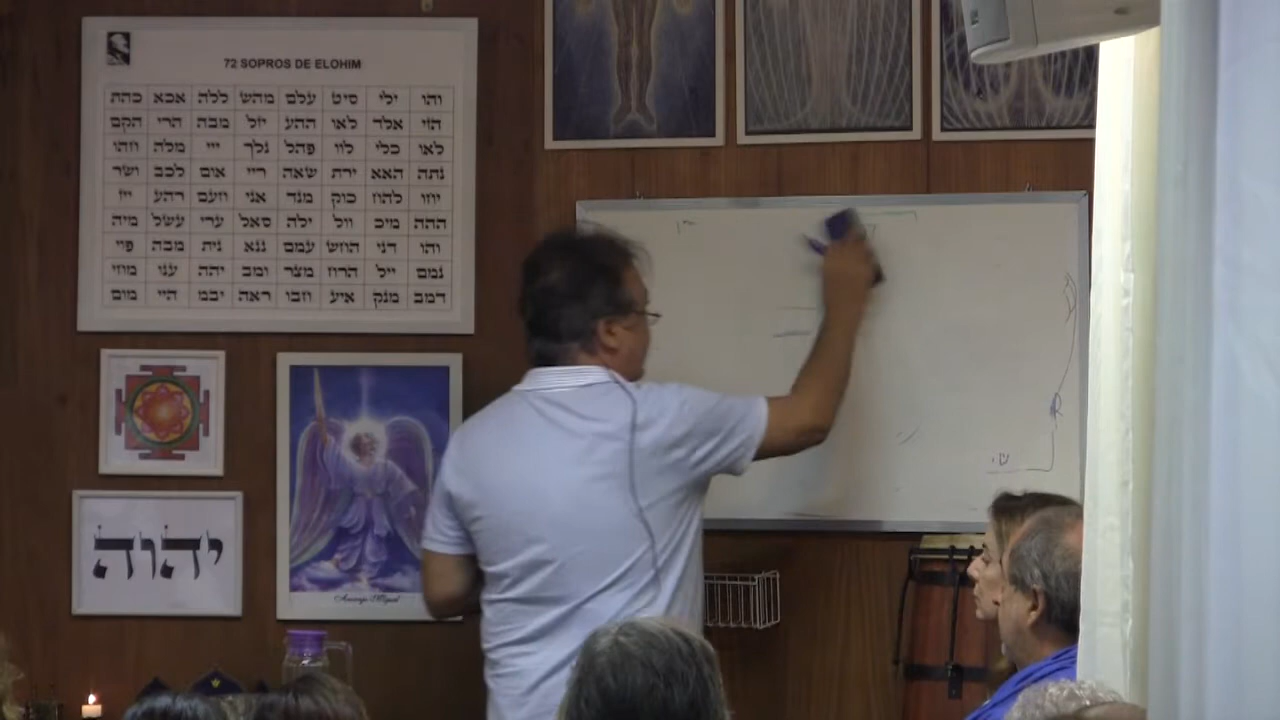 72 SOPROS DE ELOHIM
והו ילי סיט עלם מהש ללה אכא כהת
הזי אלד לאו ההע יזל מבה הרי הקם
לאו כלי לוו פהל נלך ייי מלה חהו
נתה האא ירת שאה ריי אום לכב ושר
יחו להח כוק מנד אני חעם רהע ייז
ההה מיכ וול ילה סאל ערי עשל מיה
והו דני החש עמם ננא נית מבה פוי
נמם ייל הרח מצר ומב יהה ענו מחי
דמב מנק איע חבו ראה יבמ היי מום
יהוה
Arcanjo Miguel